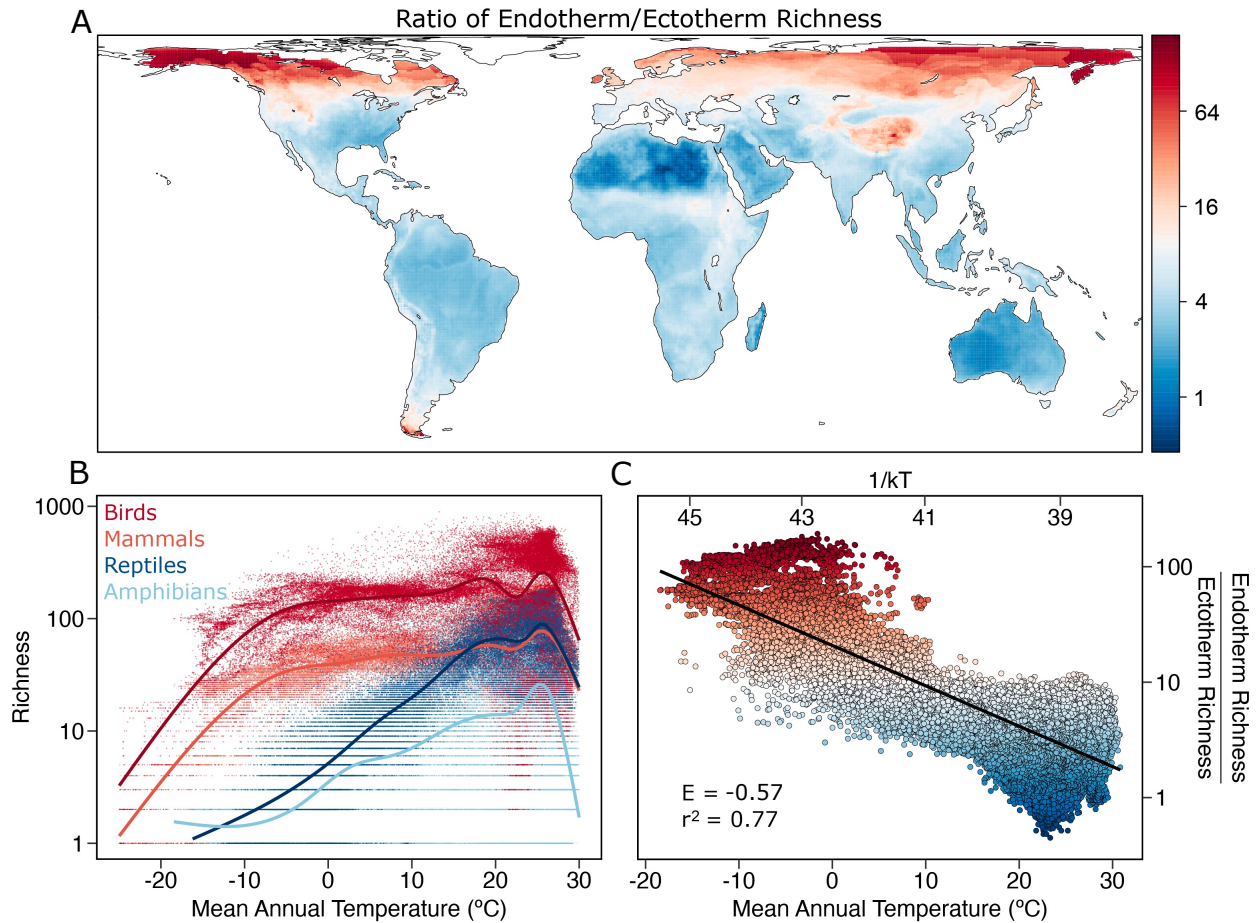 A
Ratio of Endotherm/Ectotherm Richness
64
16
4
1
B
Birds
Mammals
Reptiles
Amphibians
1000
100
10
1
Richness
-20
-10
0
10
20
30
Mean Annual Temperature (ºC)
C
1/kT
45
43
41
39
100
10
1
Endotherm Richness
Ectotherm Richness
E = -0.57
r² = 0.77
-20
-10
0
10
20
30
Mean Annual Temperature (ºC)